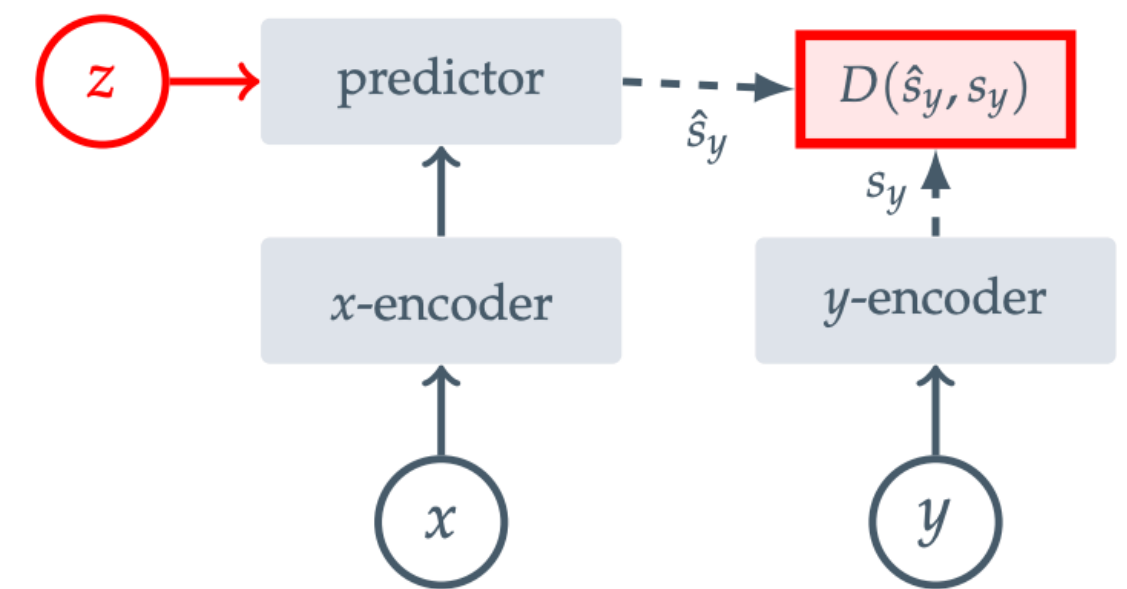 z
predictor
D(ŝ_y, s_y)
ŝ_y
s_y
x-encoder
y-encoder
x
y